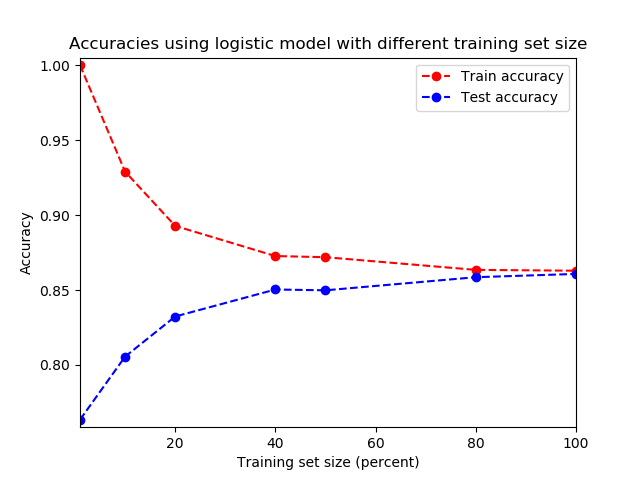 Accuracies using logistic model with different training set size
1.00
0.95
0.90
0.85
0.80
Accuracy
Train accuracy
Test accuracy
20 40 60 80 100
Training set size (percent)